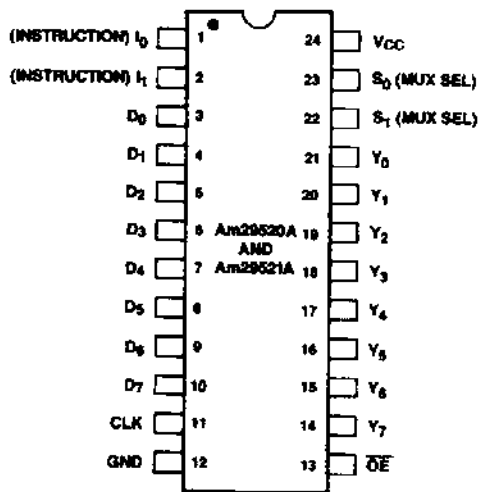 (INSTRUCTION) I0 1 24 VCC
(INSTRUCTION) I1 2 23 S0 (MUX SEL)
D0 3 22 S1 (MUX SEL)
D1 4 21 Y0
D2 5 20 Y1
D3 6 Am29520A 19 Y2
AND
D4 7 Am29521A 18 Y3
D5 8 17 Y4
D6 9 16 Y5
D7 10 15 Y6
CLK 11 14 Y7
GND 12 13 OE